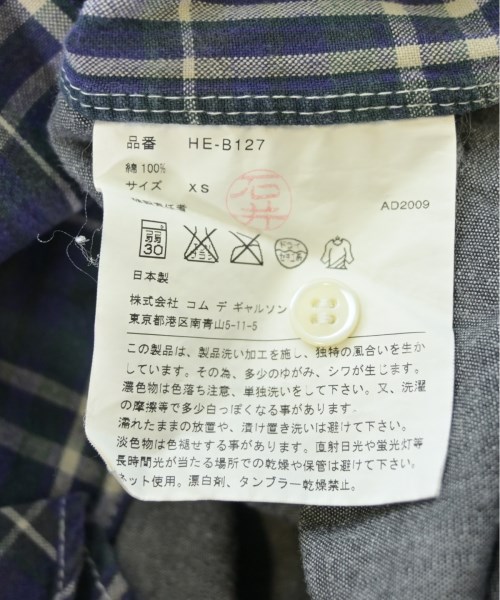 品番 HE-B127
綿 100%
サイズ XS
石井
AD2009
30
ドライ
日本製
株式会社 コム デ ギャルソン
東京都港区南青山5-11-5
この製品は、製品洗い加工を施し、独特の風合いを生か
しています。その為、多少のゆがみ、シワが生じます。
濃色物は色落ち注意、単独洗いをして下さい。又、洗濯
の摩擦等で多少白っぽくなる事があります。
濡れたままの放置や、漬け置き洗いは避けて下さい。
淡色物は色褪せする事があります。直射日光や蛍光灯等
長時間光が当たる場所での乾燥や保管は避けて下さい。
ネット使用。漂白剤、タンブラー乾燥禁止。